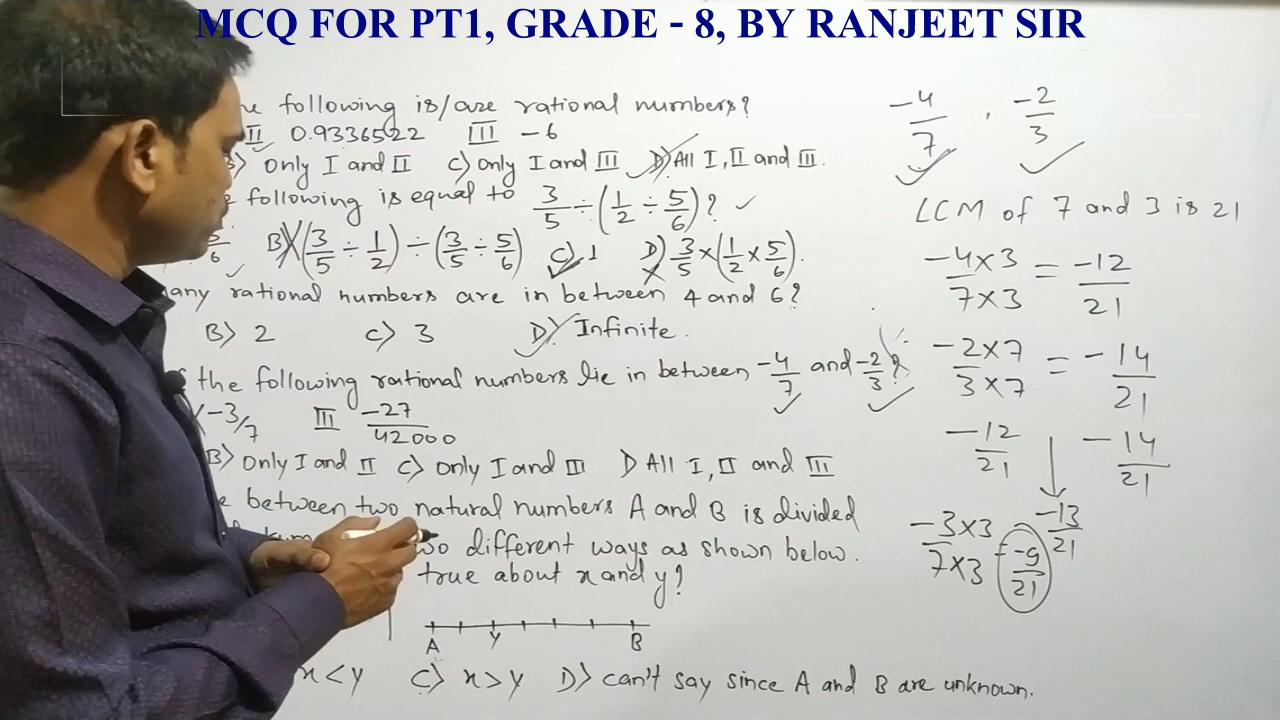 MCQ FOR PT1, GRADE - 8, BY RANJEET SIR
following is/are rational numbers?
II 0.9336522 III -6
B) Only I and II C) Only I and III D) All I, II and III.
following is equal to 3/5 ÷ (1/2 ÷ 5/6)?
5/6 B) (3/5 ÷ 1/2) ÷ (3/5 ÷ 5/6) C) 1 D) 3/5 × (1/2 × 5/6).
any rational numbers are in between 4 and 6?
B) 2 C) 3 D) Infinite.
the following rational numbers lie in between -4/7 and -2/3?
-3/7 III -27/42000
B) Only I and II C) Only I and III D All I, II and III
between two natural numbers A and B is divided
two different ways as shown below.
true about x and y?
A Y B
x < y C) x > y D) can't say since A and B are unknown.
-4/7 , -2/3
LCM of 7 and 3 is 21
-4×3/7×3 = -12/21
-2×7/3×7 = -14/21
-12/21 -14/21
-13/21
-3×3/7×3 = -9/21